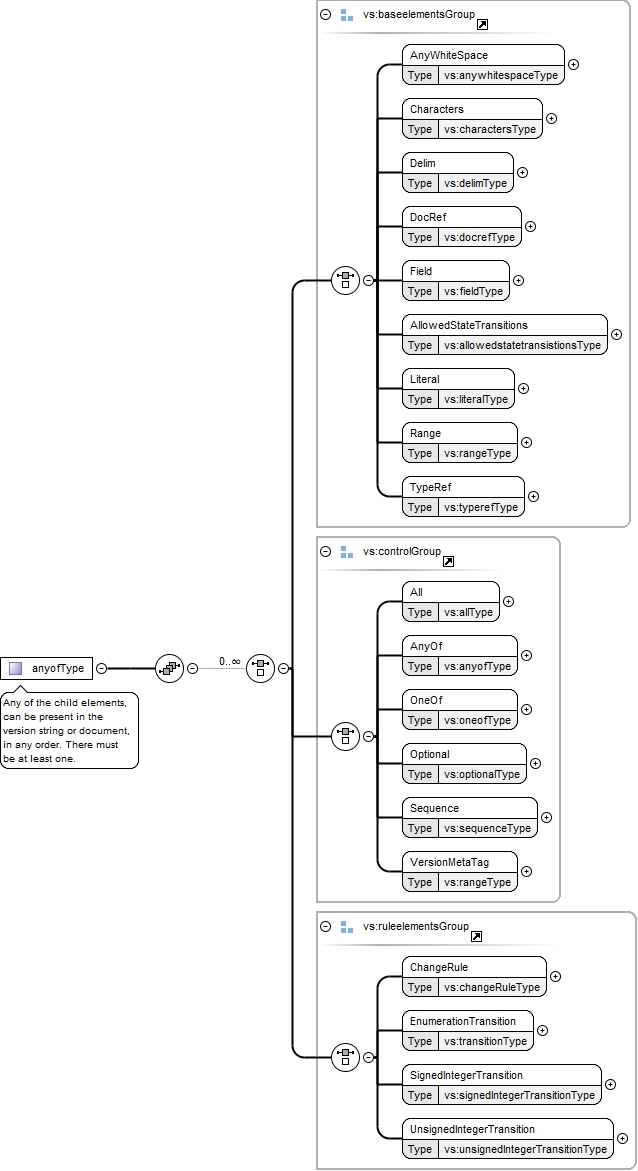 vs:baseelementsGroup
AnyWhiteSpace
Type vs:anywhitespaceType
Characters
Type vs:charactersType
Delim
Type vs:delimType
DocRef
Type vs:docrefType
Field
Type vs:fieldType
AllowedStateTransitions
Type vs:allowedstatetransistionsType
Literal
Type vs:literalType
Range
Type vs:rangeType
TypeRef
Type vs:typerefType
vs:controlGroup
All
Type vs:allType
AnyOf
Type vs:anyofType
OneOf
Type vs:oneofType
Optional
Type vs:optionalType
Sequence
Type vs:sequenceType
VersionMetaTag
Type vs:rangeType
anyofType
0..∞
Any of the child elements,
can be present in the
version string or document,
in any order. There must
be at least one.
vs:ruleelementsGroup
ChangeRule
Type vs:changeRuleType
EnumerationTransition
Type vs:transitionType
SignedIntegerTransition
Type vs:signedIntegerTransitionType
UnsignedIntegerTransition
Type vs:unsignedIntegerTransitionType